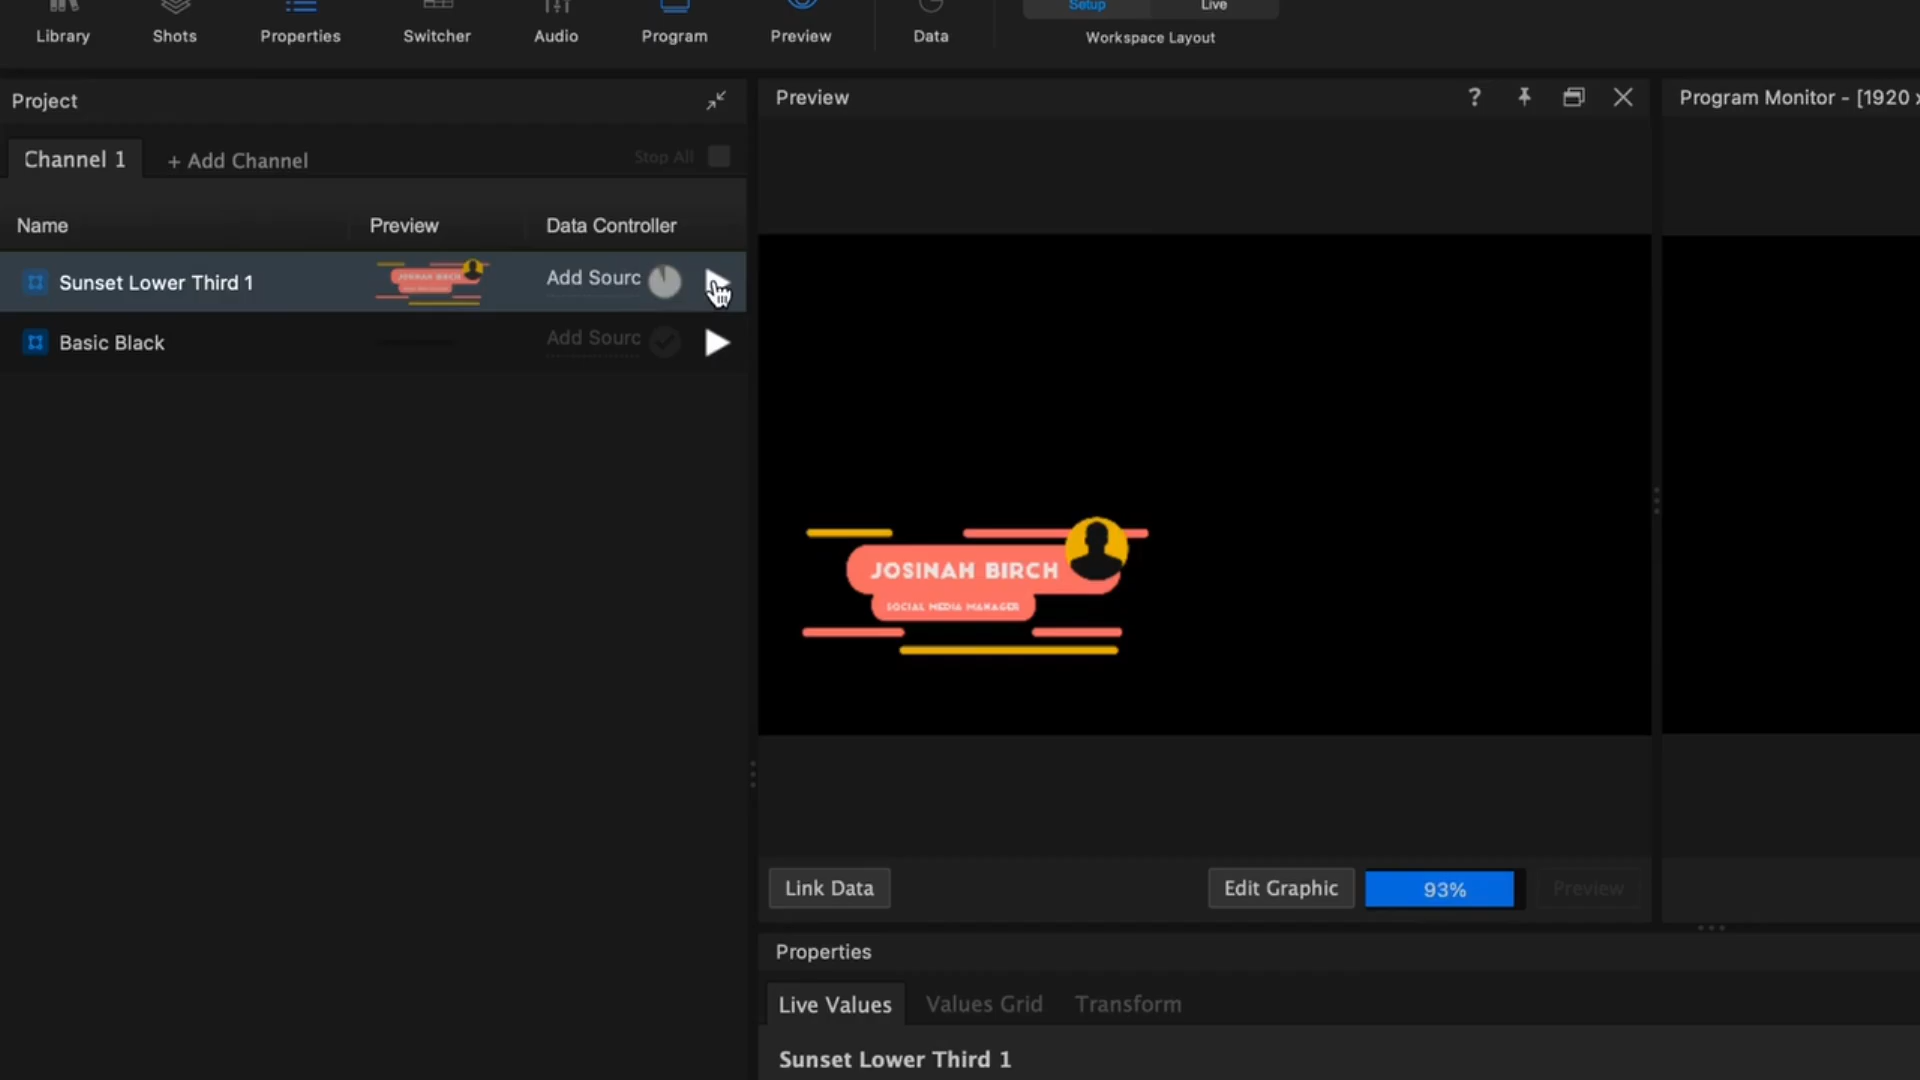 Library Shots Properties Switcher Audio Program Preview Data Setup Live
Workspace Layout
Project
Channel 1 + Add Channel Stop All
Name Preview Data Controller
Sunset Lower Third 1 JOSINAH BIRCH Add Sourc
Basic Black Add Sourc
Preview ?
Program Monitor - [1920 x
JOSINAH BIRCH
SOCIAL MEDIA MANAGER
Link Data Edit Graphic 93% Preview
Properties
Live Values Values Grid Transform
Sunset Lower Third 1